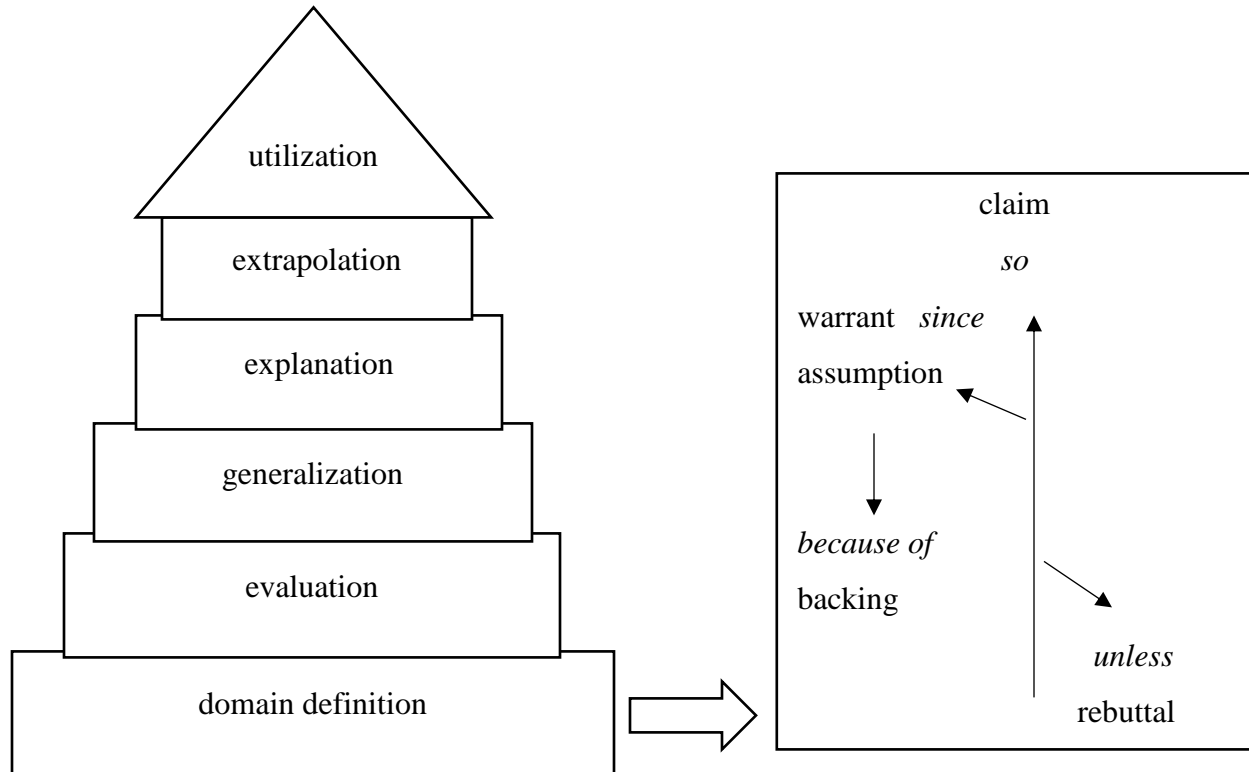 utilization
extrapolation
explanation
generalization
evaluation
domain definition
claim
so
warrant since
assumption
because of
backing
unless
rebuttal